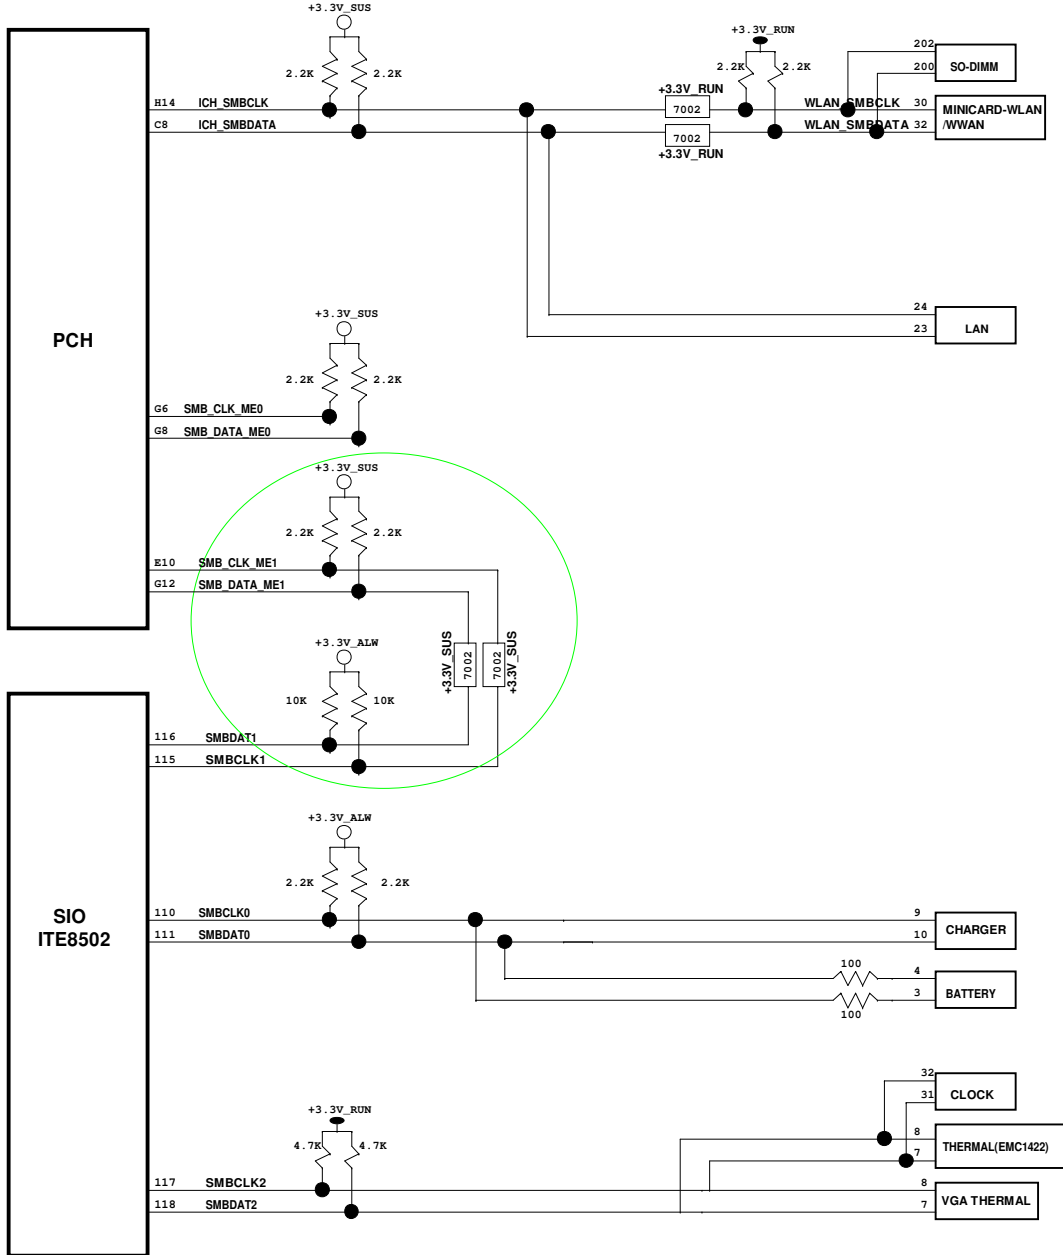 +3.3V_SUS
+3.3V_RUN
202
200
SO-DIMM
2.2K
2.2K
2.2K
2.2K
+3.3V_RUN
H14
ICH_SMBCLK
7002
WLAN_SMBCLK
30
MINICARD-WLAN
/WWAN
C8
ICH_SMBDATA
7002
WLAN_SMBDATA
32
+3.3V_RUN
PCH
24
23
LAN
+3.3V_SUS
2.2K
2.2K
G6
SMB_CLK_ME0
G8
SMB_DATA_ME0
+3.3V_SUS
2.2K
2.2K
E10
SMB_CLK_ME1
G12
SMB_DATA_ME1
+3.3V_ALW
+3.3V_SUS
7002
7002
+3.3V_SUS
10K
10K
116
SMBDAT1
115
SMBCLK1
+3.3V_ALW
2.2K
2.2K
SIO
ITE8502
110
SMBCLK0
9
111
SMBDAT0
10
CHARGER
100
4
3
BATTERY
100
32
31
CLOCK
+3.3V_RUN
4.7K
4.7K
8
7
THERMAL(EMC1422)
117
SMBCLK2
8
118
SMBDAT2
7
VGA THERMAL